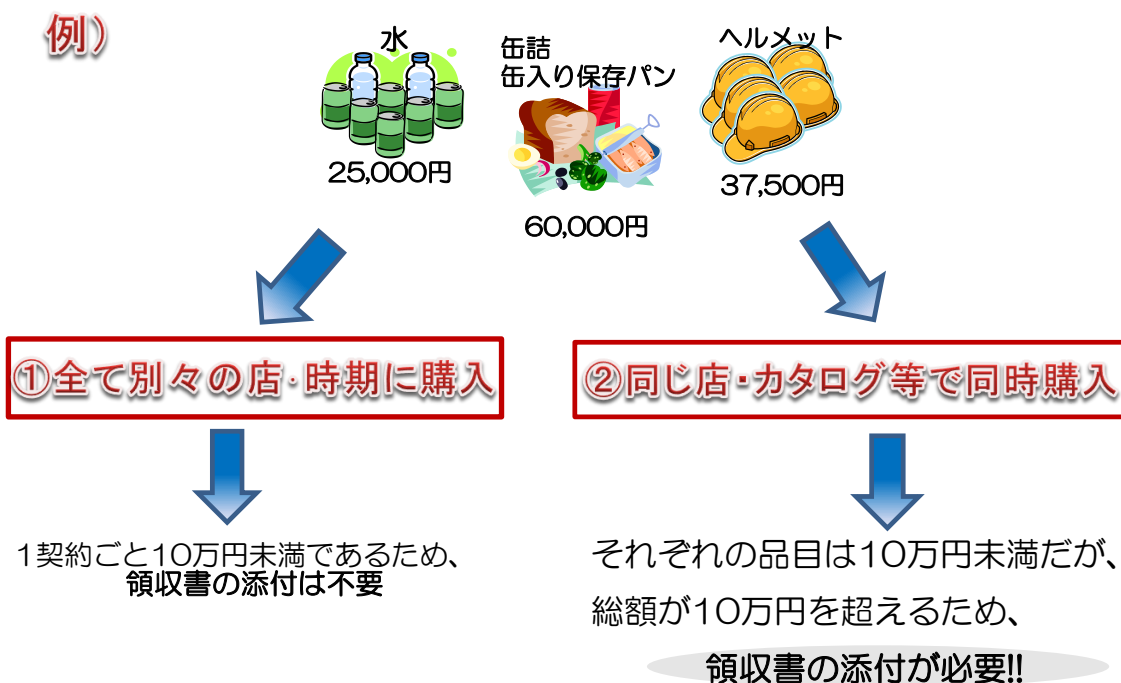 例)
水
25,000円
缶詰
缶入り保存パン
60,000円
ヘルメット
37,500円
①全て別々の店・時期に購入
1契約ごと10万円未満であるため、
領収書の添付は不要
②同じ店・カタログ等で同時購入
それぞれの品目は10万円未満だが、
総額が10万円を超えるため、
領収書の添付が必要!!